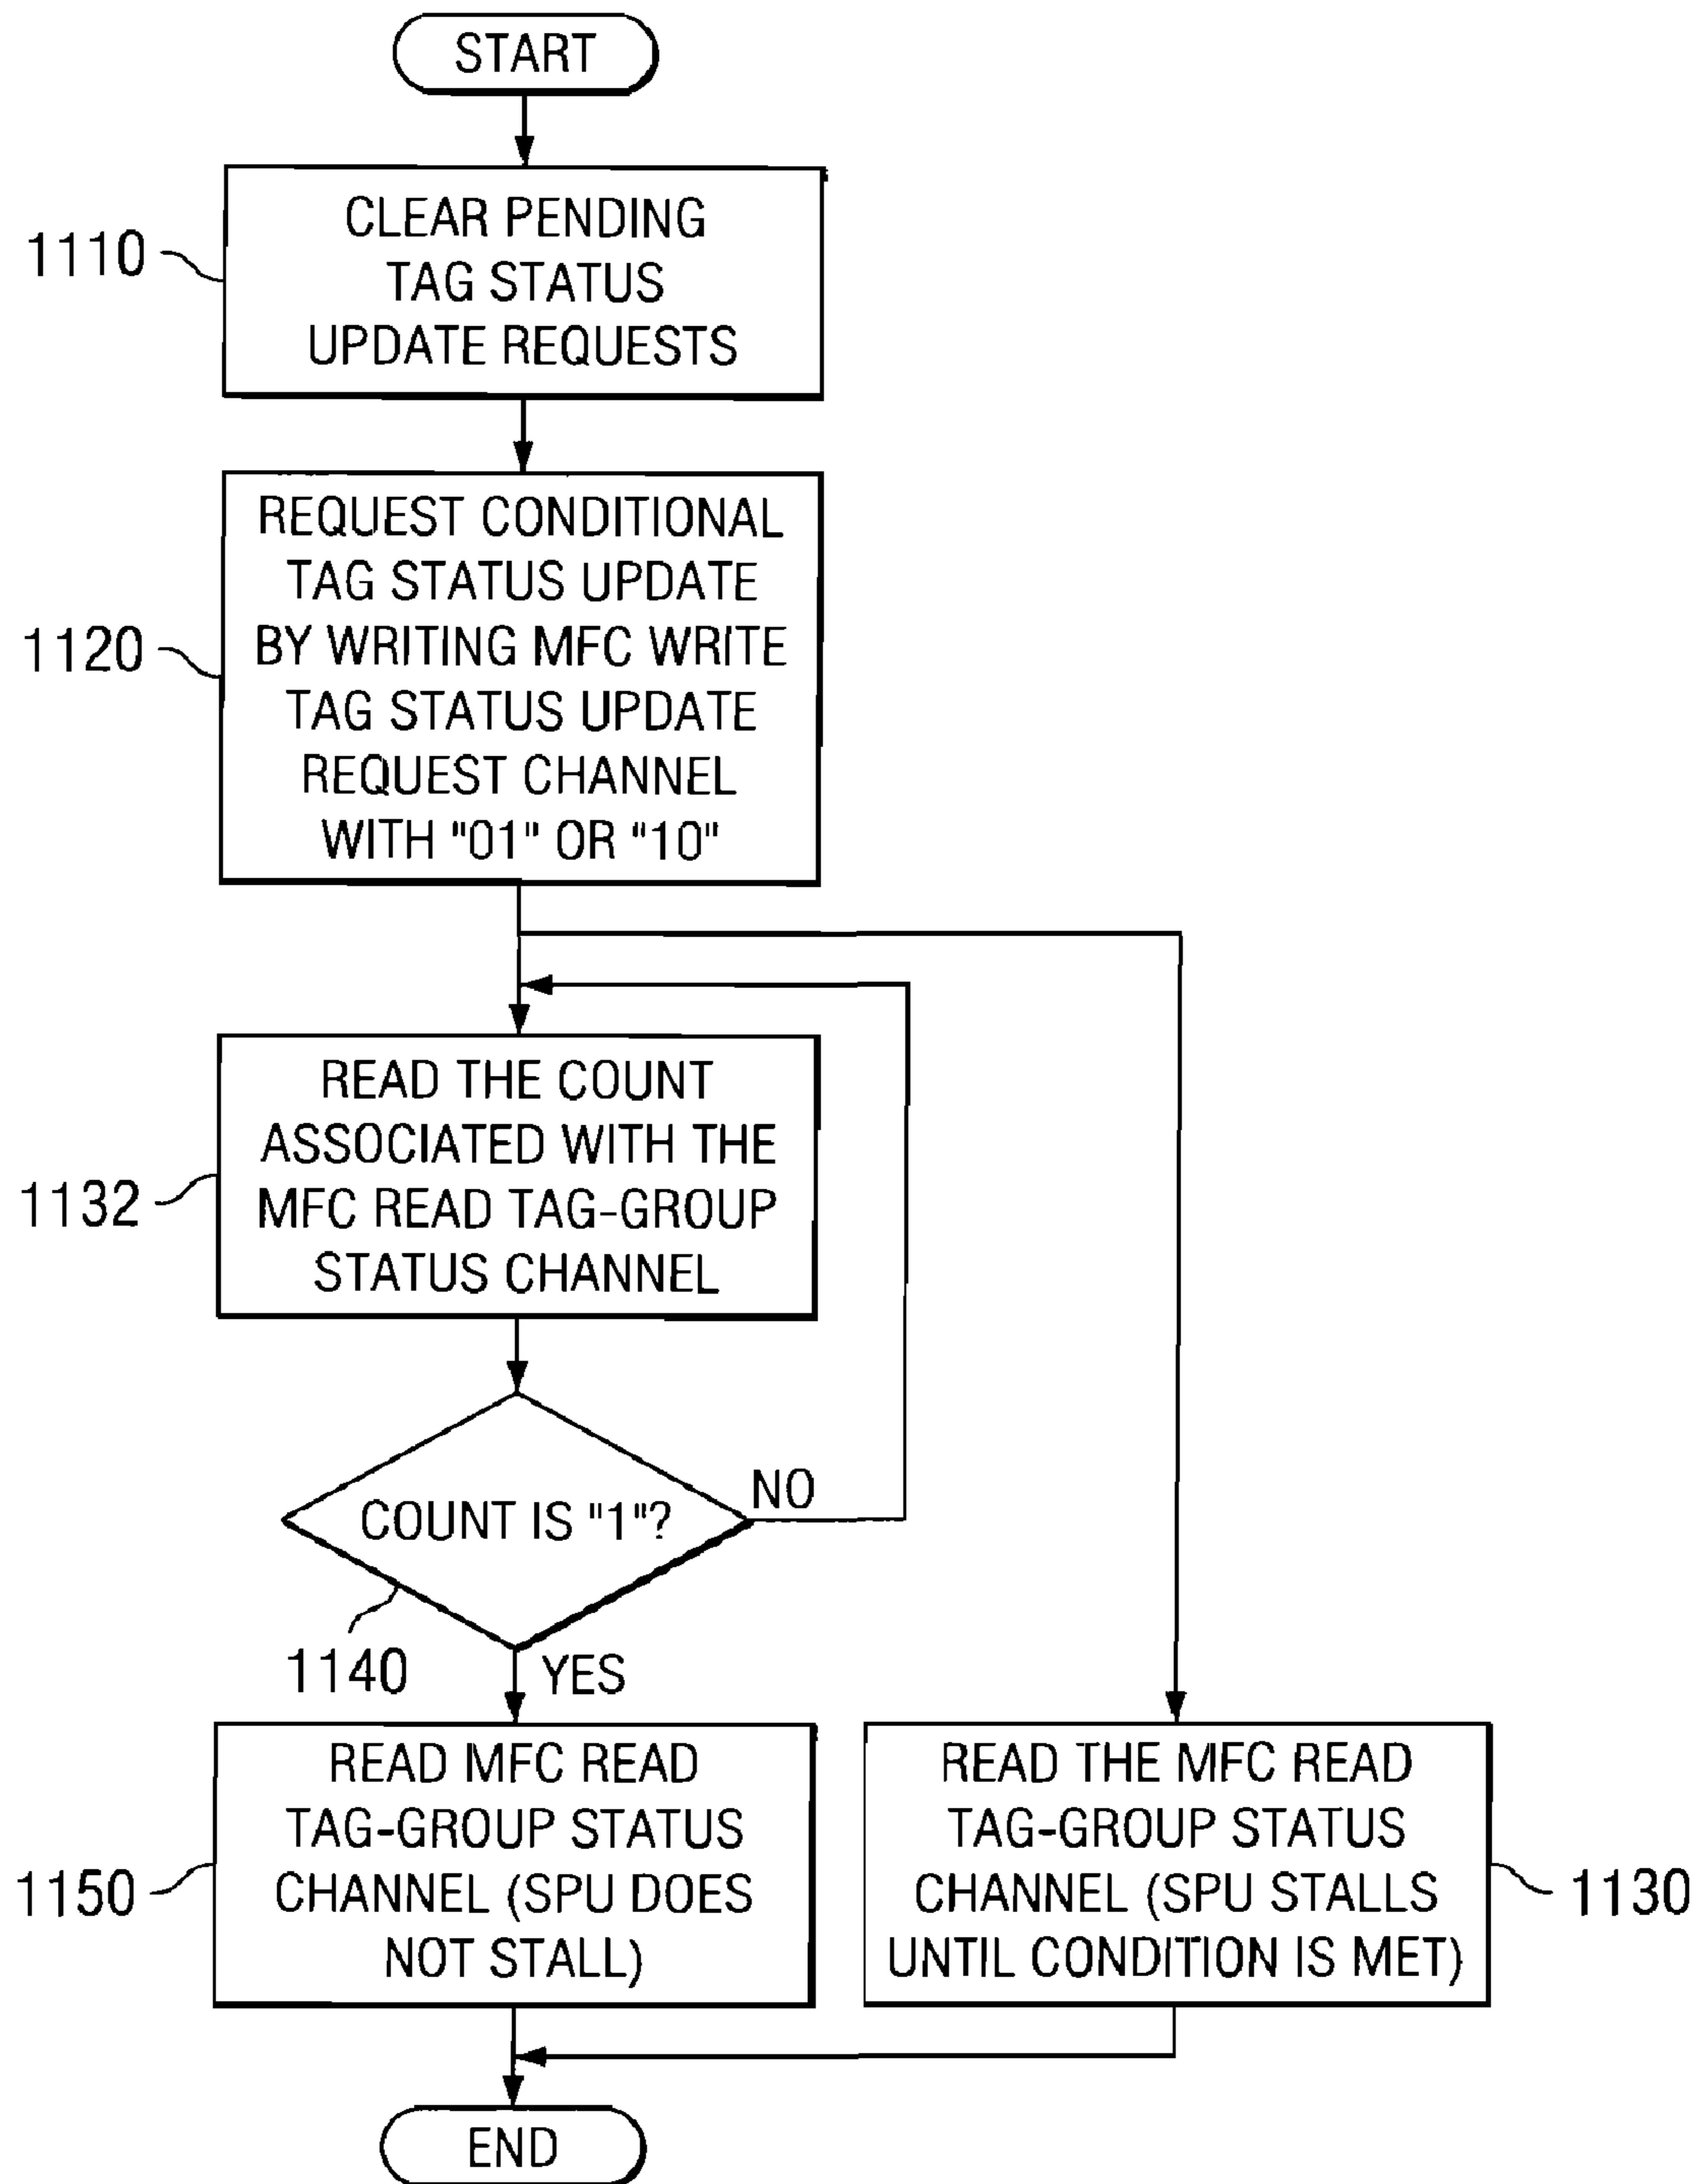 START
CLEAR PENDING
TAG STATUS
UPDATE REQUESTS
1110
REQUEST CONDITIONAL
TAG STATUS UPDATE
BY WRITING MFC WRITE
TAG STATUS UPDATE
REQUEST CHANNEL
WITH "01" OR "10"
1120
READ THE COUNT
ASSOCIATED WITH THE
MFC READ TAG-GROUP
STATUS CHANNEL
1132
COUNT IS "1"?
NO
1140
YES
READ MFC READ
TAG-GROUP STATUS
CHANNEL (SPU DOES
NOT STALL)
1150
READ THE MFC READ
TAG-GROUP STATUS
CHANNEL (SPU STALLS
UNTIL CONDITION IS MET)
1130
END